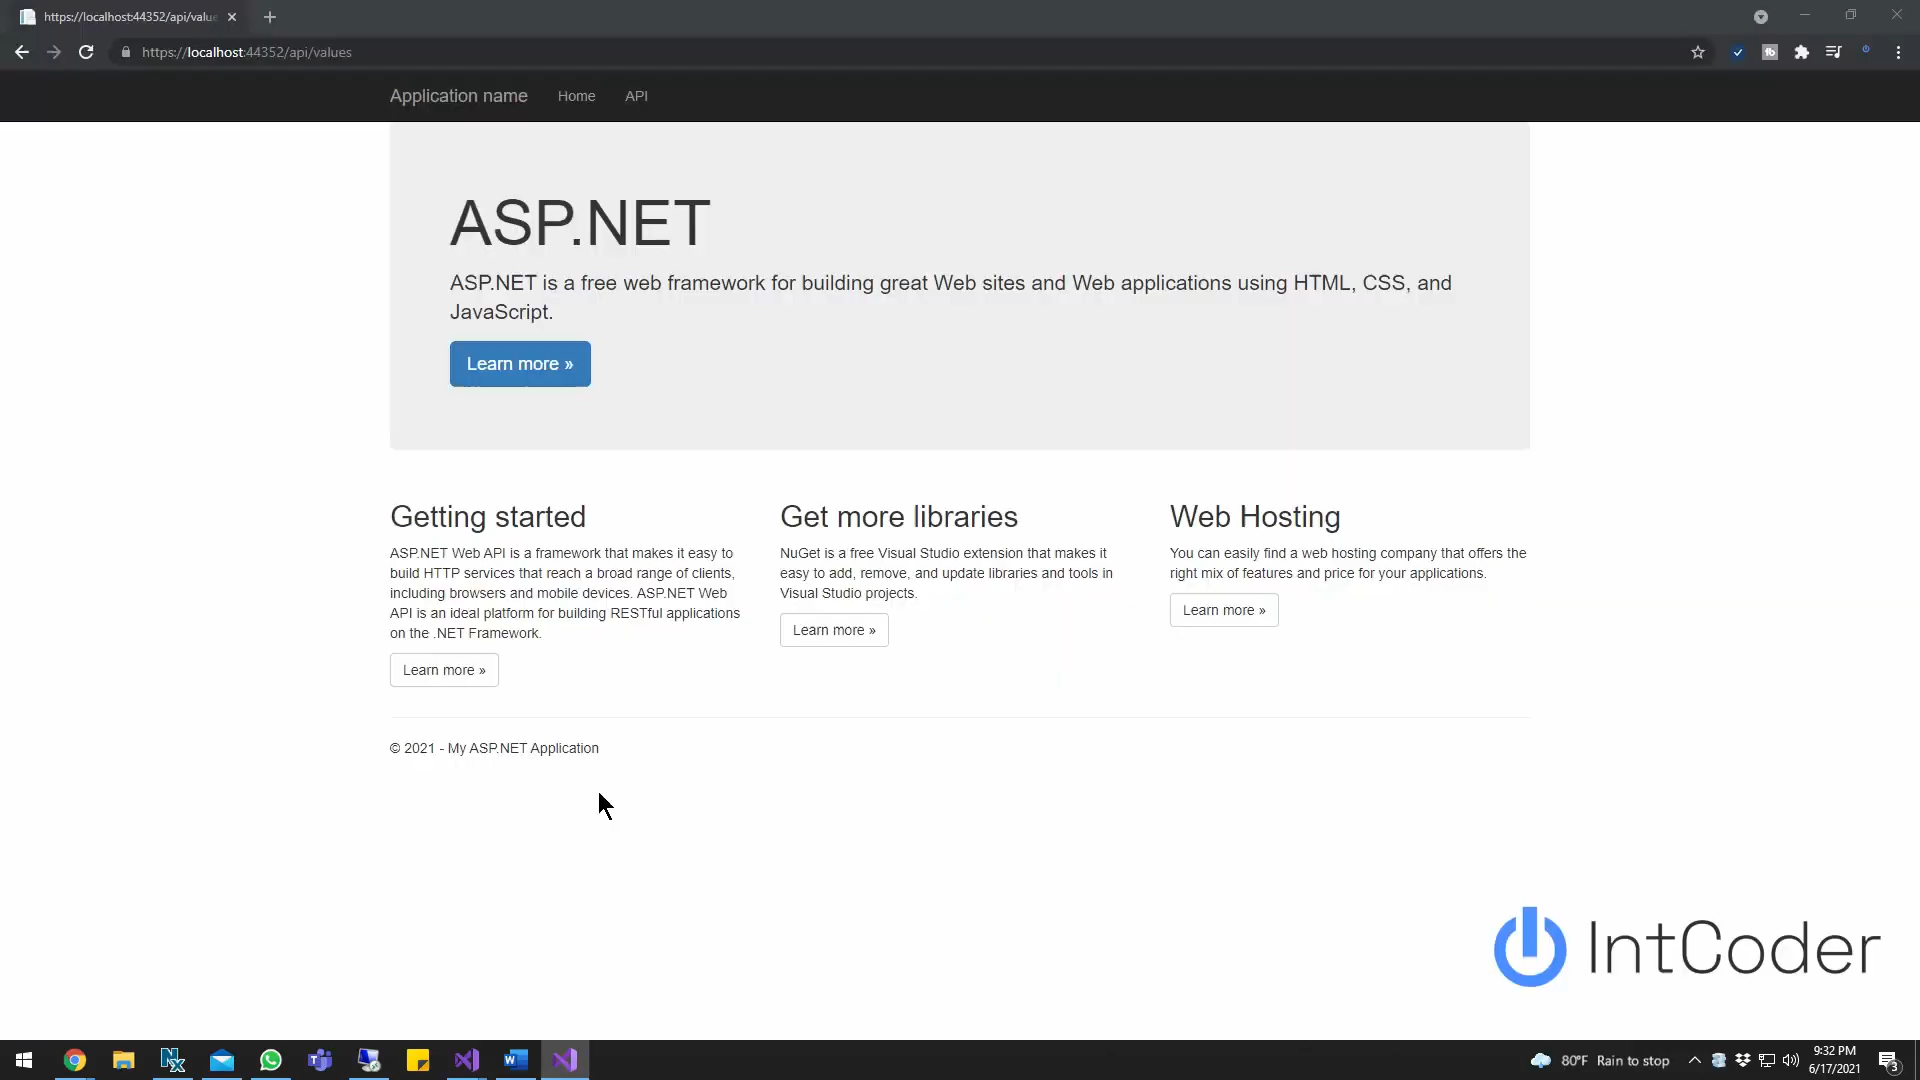 https://localhost:44352/api/value
https://localhost:44352/api/values
Application name Home API
ASP.NET
ASP.NET is a free web framework for building great Web sites and Web applications using HTML, CSS, and
JavaScript.
Learn more »
Getting started
ASP.NET Web API is a framework that makes it easy to
build HTTP services that reach a broad range of clients,
including browsers and mobile devices. ASP.NET Web
API is an ideal platform for building RESTful applications
on the .NET Framework.
Learn more »
Get more libraries
NuGet is a free Visual Studio extension that makes it
easy to add, remove, and update libraries and tools in
Visual Studio projects.
Learn more »
Web Hosting
You can easily find a web hosting company that offers the
right mix of features and price for your applications.
Learn more »
© 2021 - My ASP.NET Application
IntCoder
80°F Rain to stop
9:32 PM
6/17/2021
3